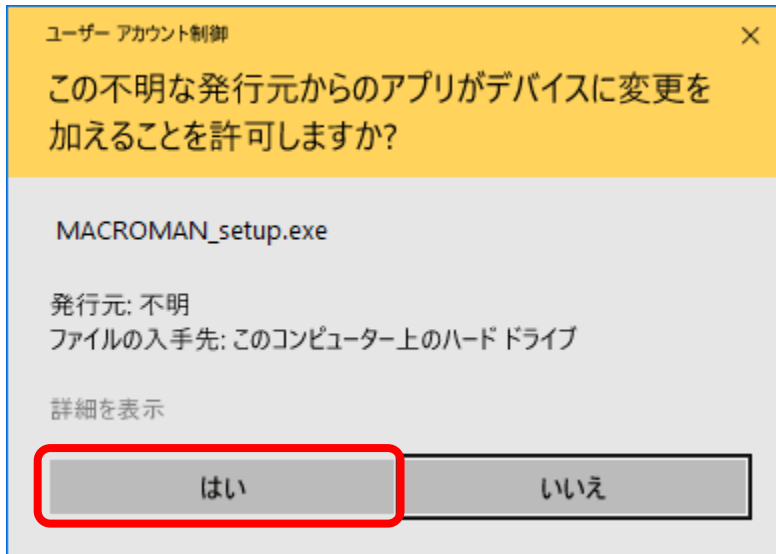 ユーザー アカウント制御
この不明な発行元からのアプリがデバイスに変更を
加えることを許可しますか?
MACROMAN_setup.exe
発行元: 不明
ファイルの入手先: このコンピューター上のハード ドライブ
詳細を表示
はい
いいえ